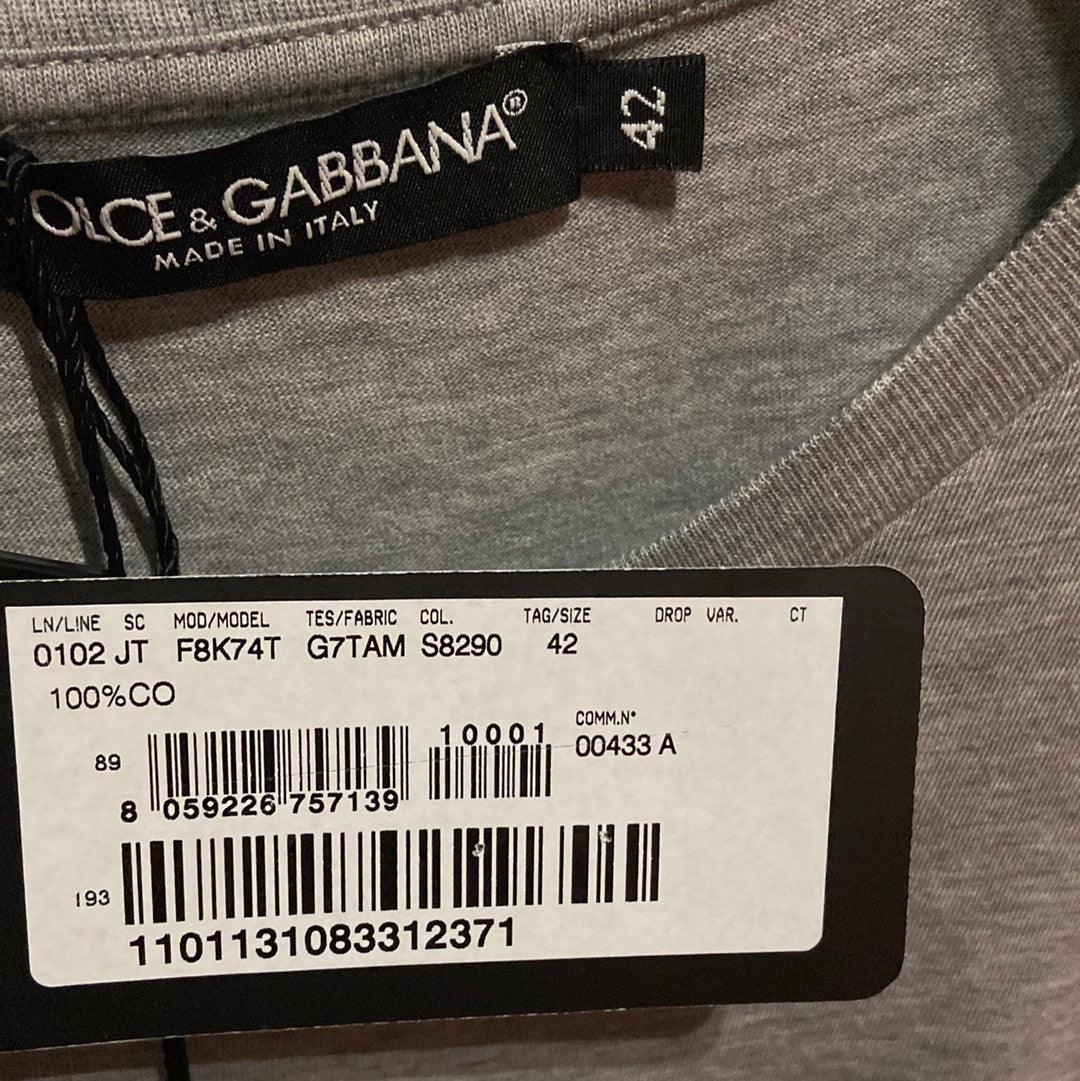 OLCE & GABBANA®
MADE IN ITALY
42
LN/LINE SC MOD/MODEL TES/FABRIC COL. TAG/SIZE DROP VAR. CT
0102 JT F8K74T G7TAM S8290 42
100%CO
10001
COMM.N°
00433 A
89
8 059226 757139
193
1101131083312371